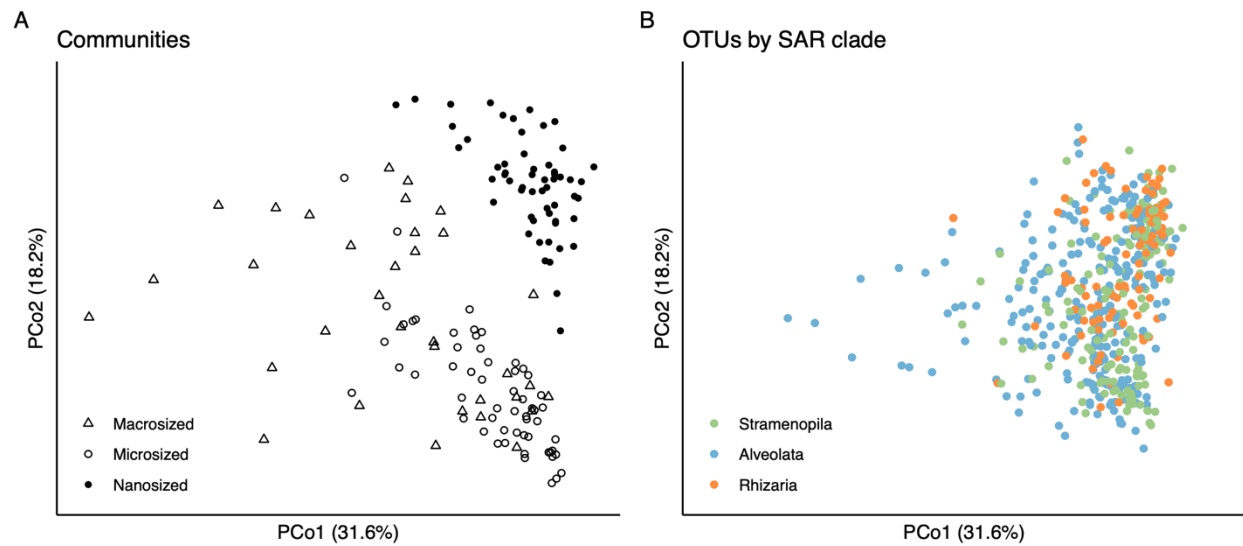 A
Communities
PCo2 (18.2%)
Macrosized
Microsized
Nanosized
PCo1 (31.6%)
B
OTUs by SAR clade
PCo2 (18.2%)
Stramenopila
Alveolata
Rhizaria
PCo1 (31.6%)